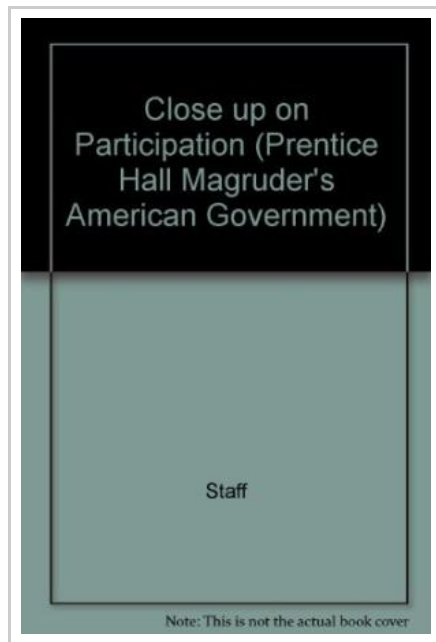 Close up on
Participation (Prentice
Hall Magruder's
American Government)
Staff
Note: This is not the actual book cover